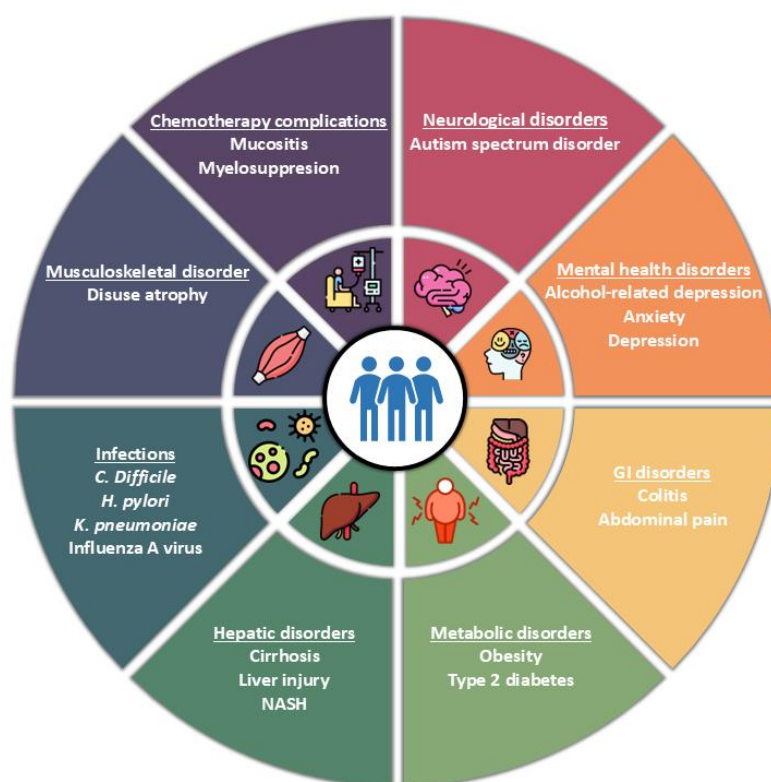 Chemotherapy complications
Mucositis
Myelosuppresion
Neurological disorders
Autism spectrum disorder
Mental health disorders
Alcohol-related depression
Anxiety
Depression
GI disorders
Colitis
Abdominal pain
Metabolic disorders
Obesity
Type 2 diabetes
Hepatic disorders
Cirrhosis
Liver injury
NASH
Infections
C. Difficile
H. pylori
K. pneumoniae
Influenza A virus
Musculoskeletal disorder
Disuse atrophy